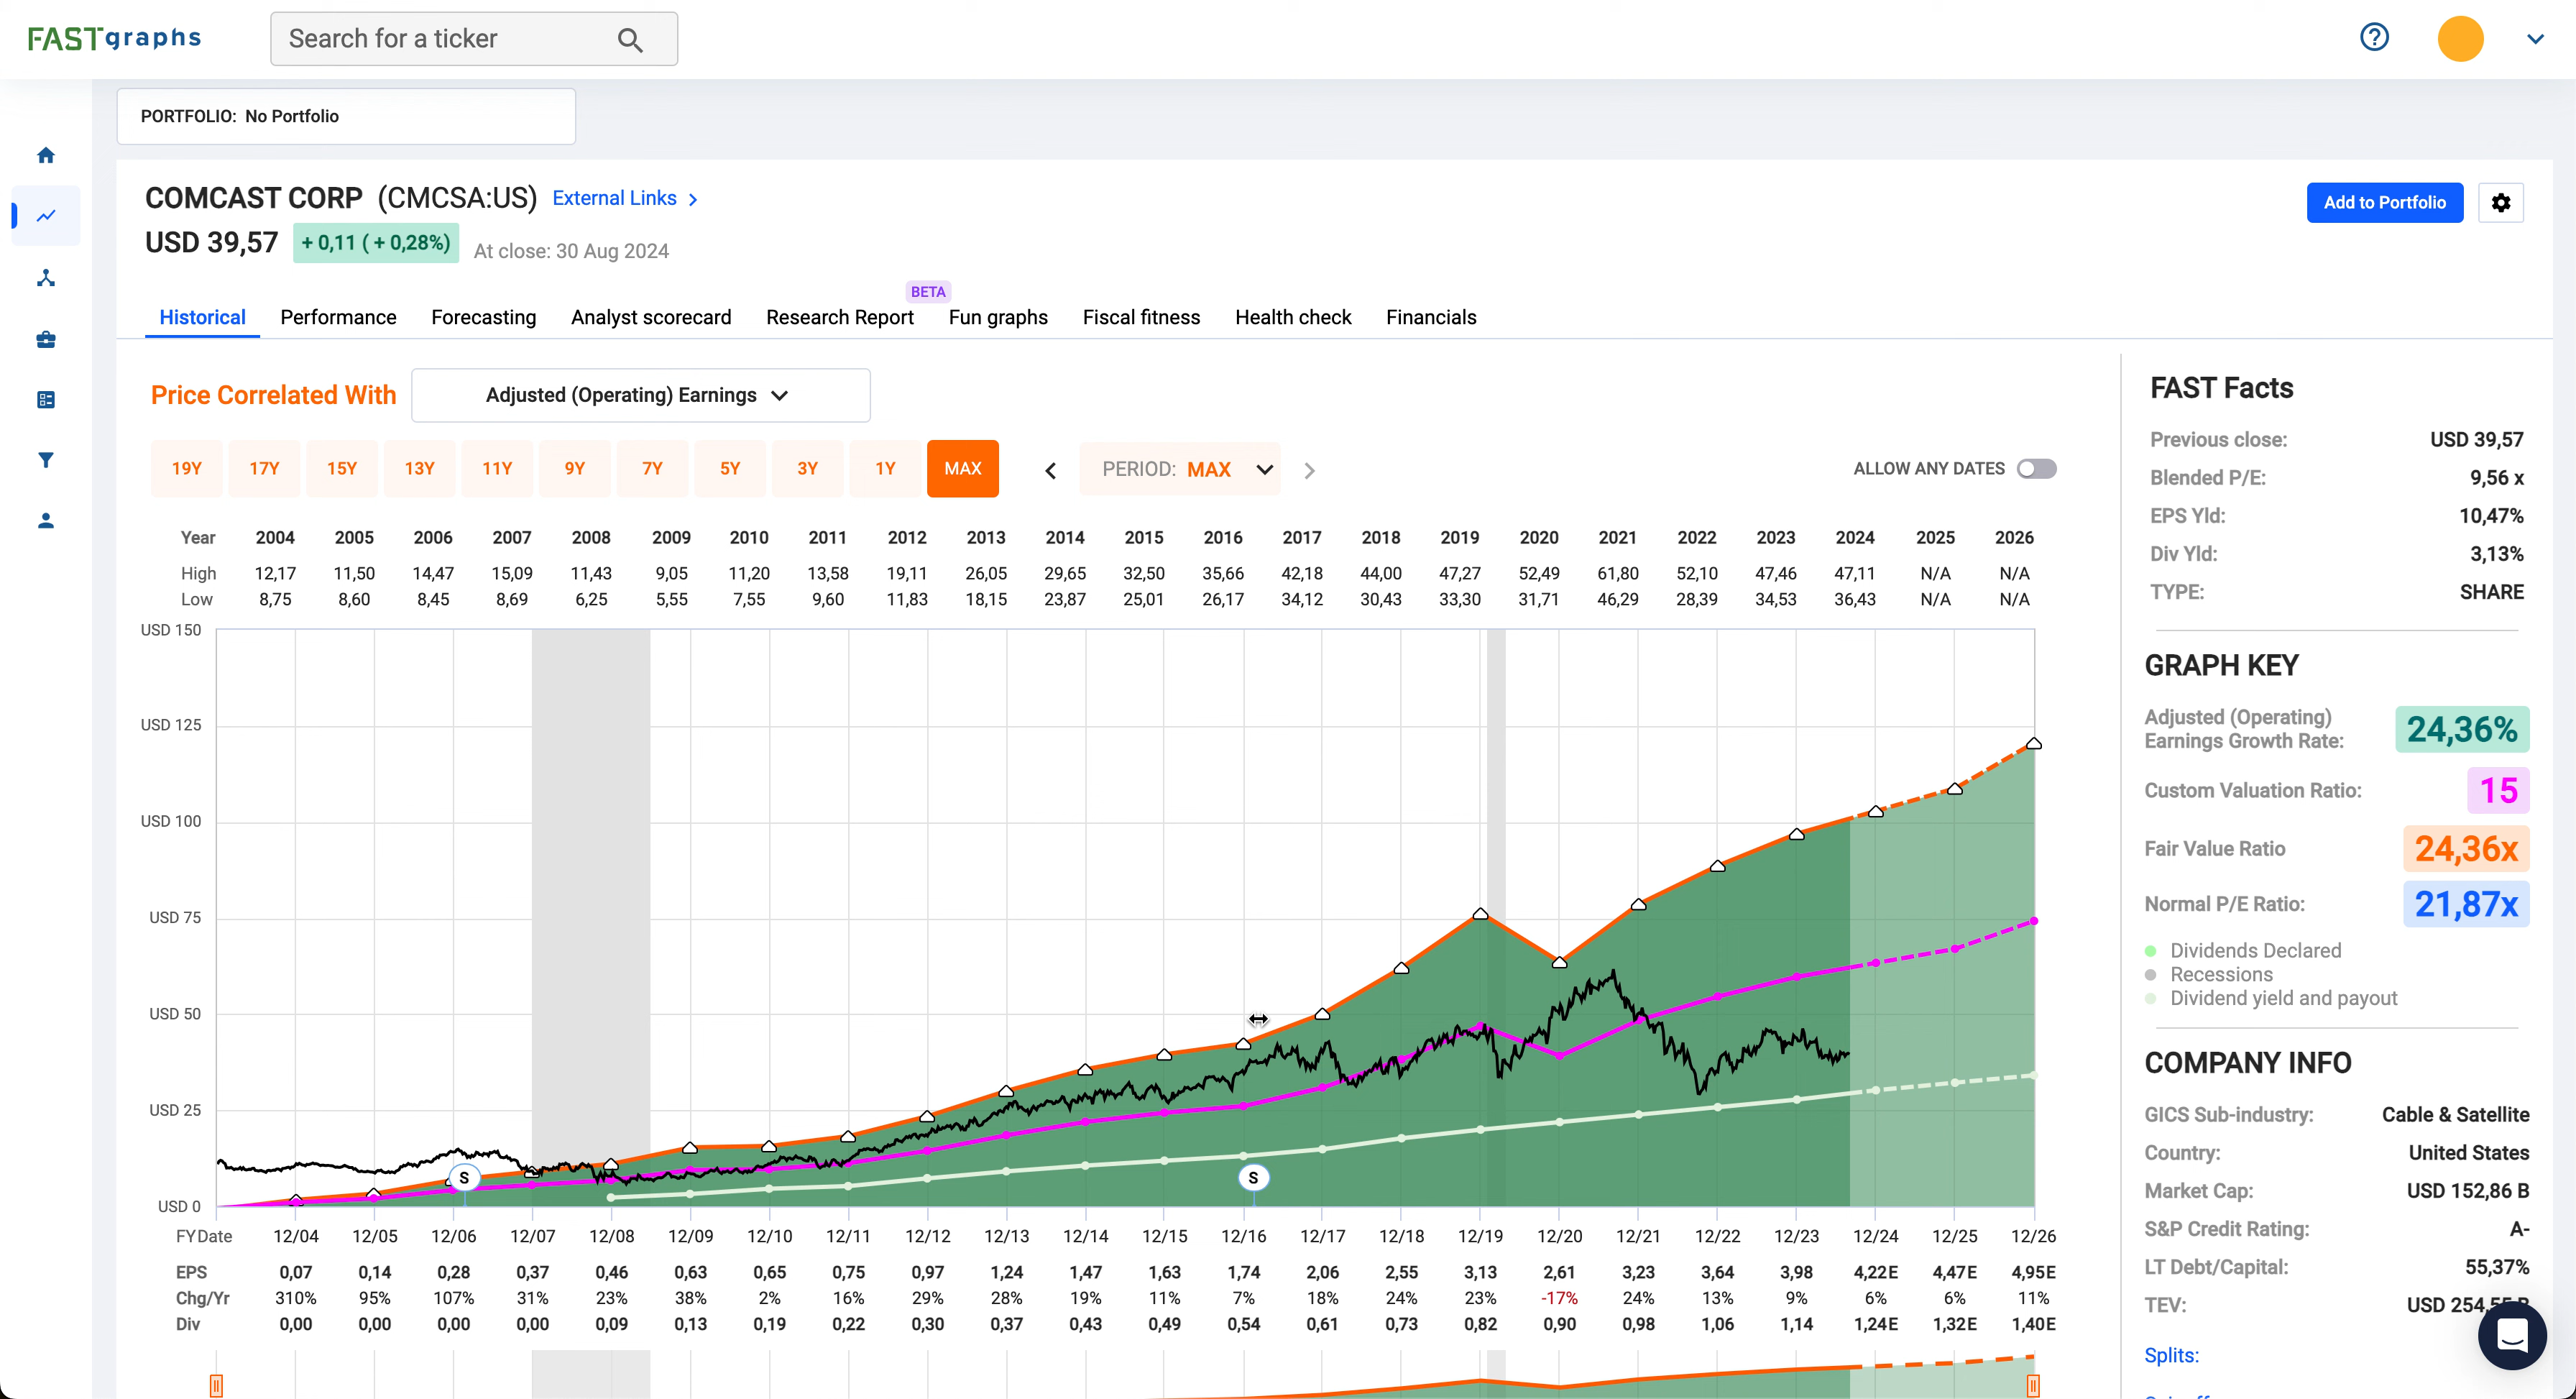 FASTgraphs
Search for a ticker
PORTFOLIO: No Portfolio
COMCAST CORP (CMCSA:US) External Links
USD 39,57 + 0,11 ( + 0,28%) At close: 30 Aug 2024
Add to Portfolio
BETA
Historical Performance Forecasting Analyst scorecard Research Report Fun graphs Fiscal fitness Health check Financials
Price Correlated With Adjusted (Operating) Earnings
19Y 17Y 15Y 13Y 11Y 9Y 7Y 5Y 3Y 1Y MAX PERIOD: MAX ALLOW ANY DATES
Year 2004 2005 2006 2007 2008 2009 2010 2011 2012 2013 2014 2015 2016 2017 2018 2019 2020 2021 2022 2023 2024 2025 2026
High 12,17 11,50 14,47 15,09 11,43 9,05 11,20 13,58 19,11 26,05 29,65 32,50 35,66 42,18 44,00 47,27 52,49 61,80 52,10 47,46 47,11 N/A N/A
Low 8,75 8,60 8,45 8,69 6,25 5,55 7,55 9,60 11,83 18,15 23,87 25,01 26,17 34,12 30,43 33,30 31,71 46,29 28,39 34,53 36,43 N/A N/A
USD 150
USD 125
USD 100
USD 75
USD 50
USD 25
USD 0
S S
FY Date 12/04 12/05 12/06 12/07 12/08 12/09 12/10 12/11 12/12 12/13 12/14 12/15 12/16 12/17 12/18 12/19 12/20 12/21 12/22 12/23 12/24 12/25 12/26
EPS 0,07 0,14 0,28 0,37 0,46 0,63 0,65 0,75 0,97 1,24 1,47 1,63 1,74 2,06 2,55 3,13 2,61 3,23 3,64 3,98 4,22E 4,47E 4,95E
Chg/Yr 310% 95% 107% 31% 23% 38% 2% 16% 29% 28% 19% 11% 7% 18% 24% 23% -17% 24% 13% 9% 6% 6% 11%
Div 0,00 0,00 0,00 0,00 0,09 0,13 0,19 0,22 0,30 0,37 0,43 0,49 0,54 0,61 0,73 0,82 0,90 0,98 1,06 1,14 1,24E 1,32E 1,40E
FAST Facts
Previous close: USD 39,57
Blended P/E: 9,56 x
EPS Yld: 10,47%
Div Yld: 3,13%
TYPE: SHARE
GRAPH KEY
Adjusted (Operating)
Earnings Growth Rate: 24,36%
Custom Valuation Ratio: 15
Fair Value Ratio 24,36x
Normal P/E Ratio: 21,87x
Dividends Declared
Recessions
Dividend yield and payout
COMPANY INFO
GICS Sub-industry: Cable & Satellite
Country: United States
Market Cap: USD 152,86 B
S&P Credit Rating: A-
LT Debt/Capital: 55,37%
TEV: USD 254,55 B
Splits: